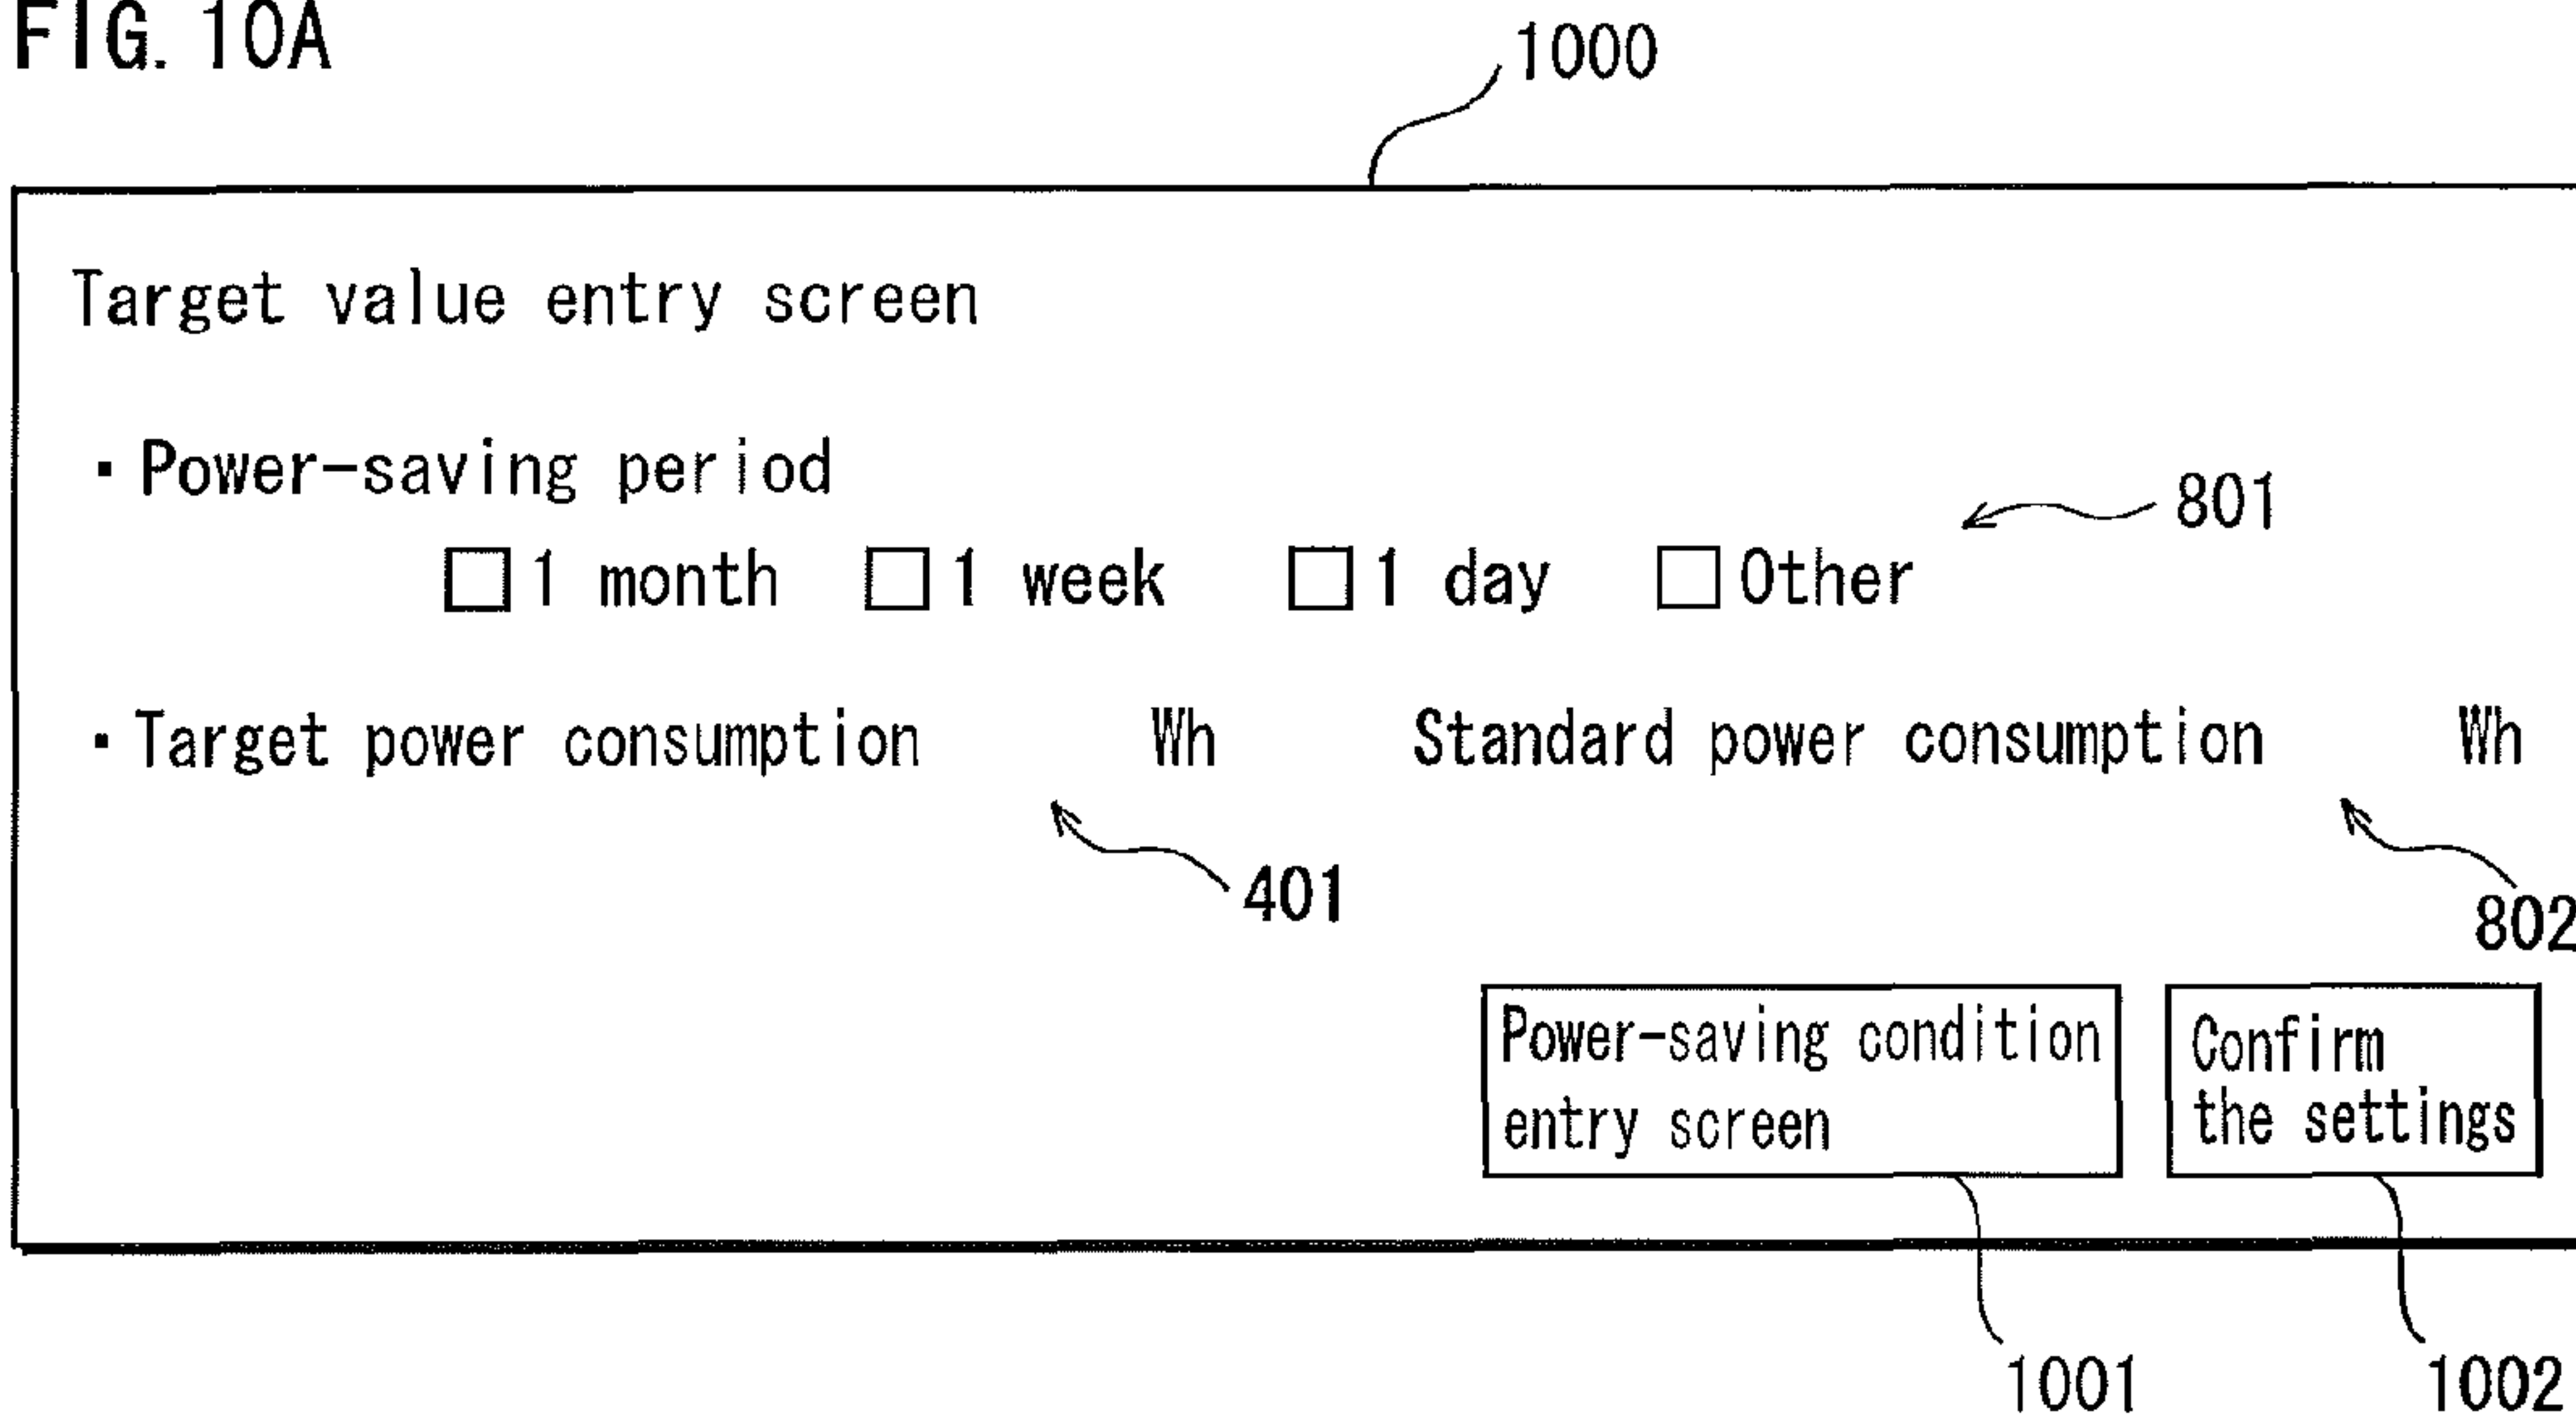 FIG. 10A
1000
Target value entry screen
・Power-saving period
801
□1 month □1 week □1 day □Other
・Target power consumption Wh Standard power consumption Wh
401
802
Power-saving condition
entry screen
Confirm
the settings
1001
1002